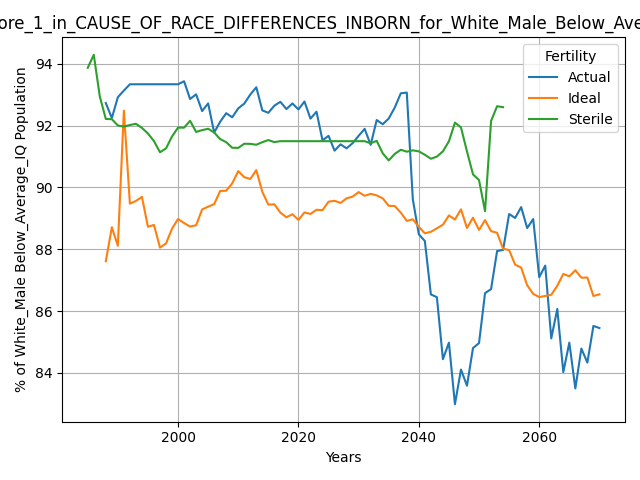 ore_1_in_CAUSE_OF_RACE_DIFFERENCES_INBORN_for_White_Male_Below_Ave
Fertility
Actual
Ideal
Sterile
% of White_Male Below_Average_IQ Population
94
92
90
88
86
84
2000
2020
2040
2060
Years